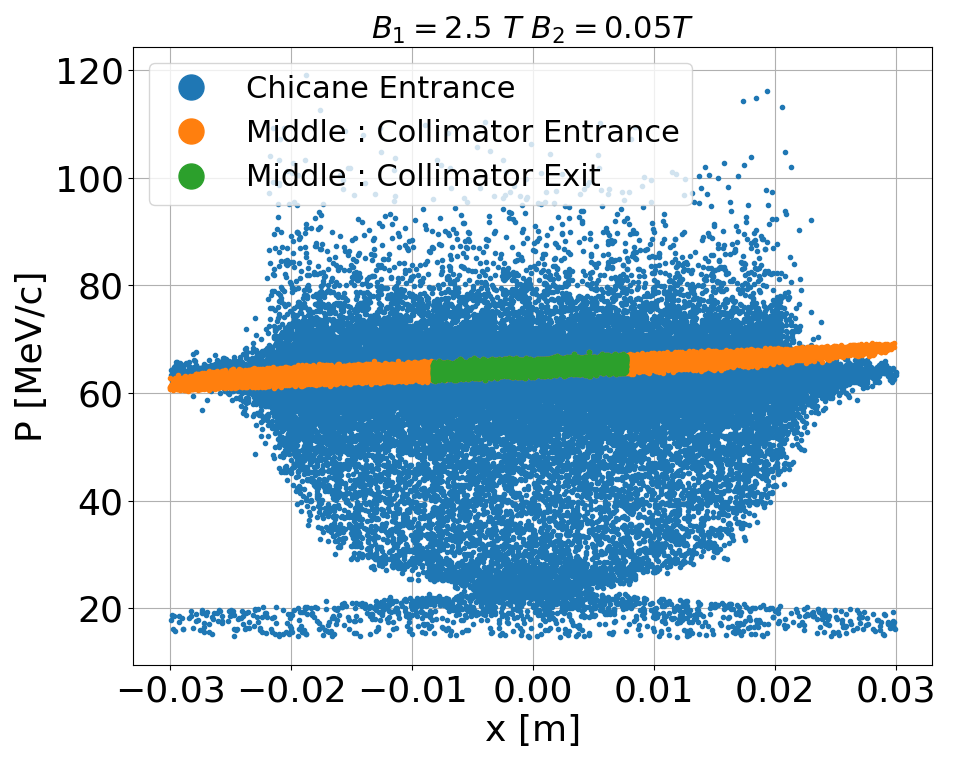 B₁ = 2.5 T B₂ = 0.05T
Chicane Entrance
Middle : Collimator Entrance
Middle : Collimator Exit
P [MeV/c]
120
100
80
60
40
20
−0.03 −0.02 −0.01 0.00 0.01 0.02 0.03
x [m]